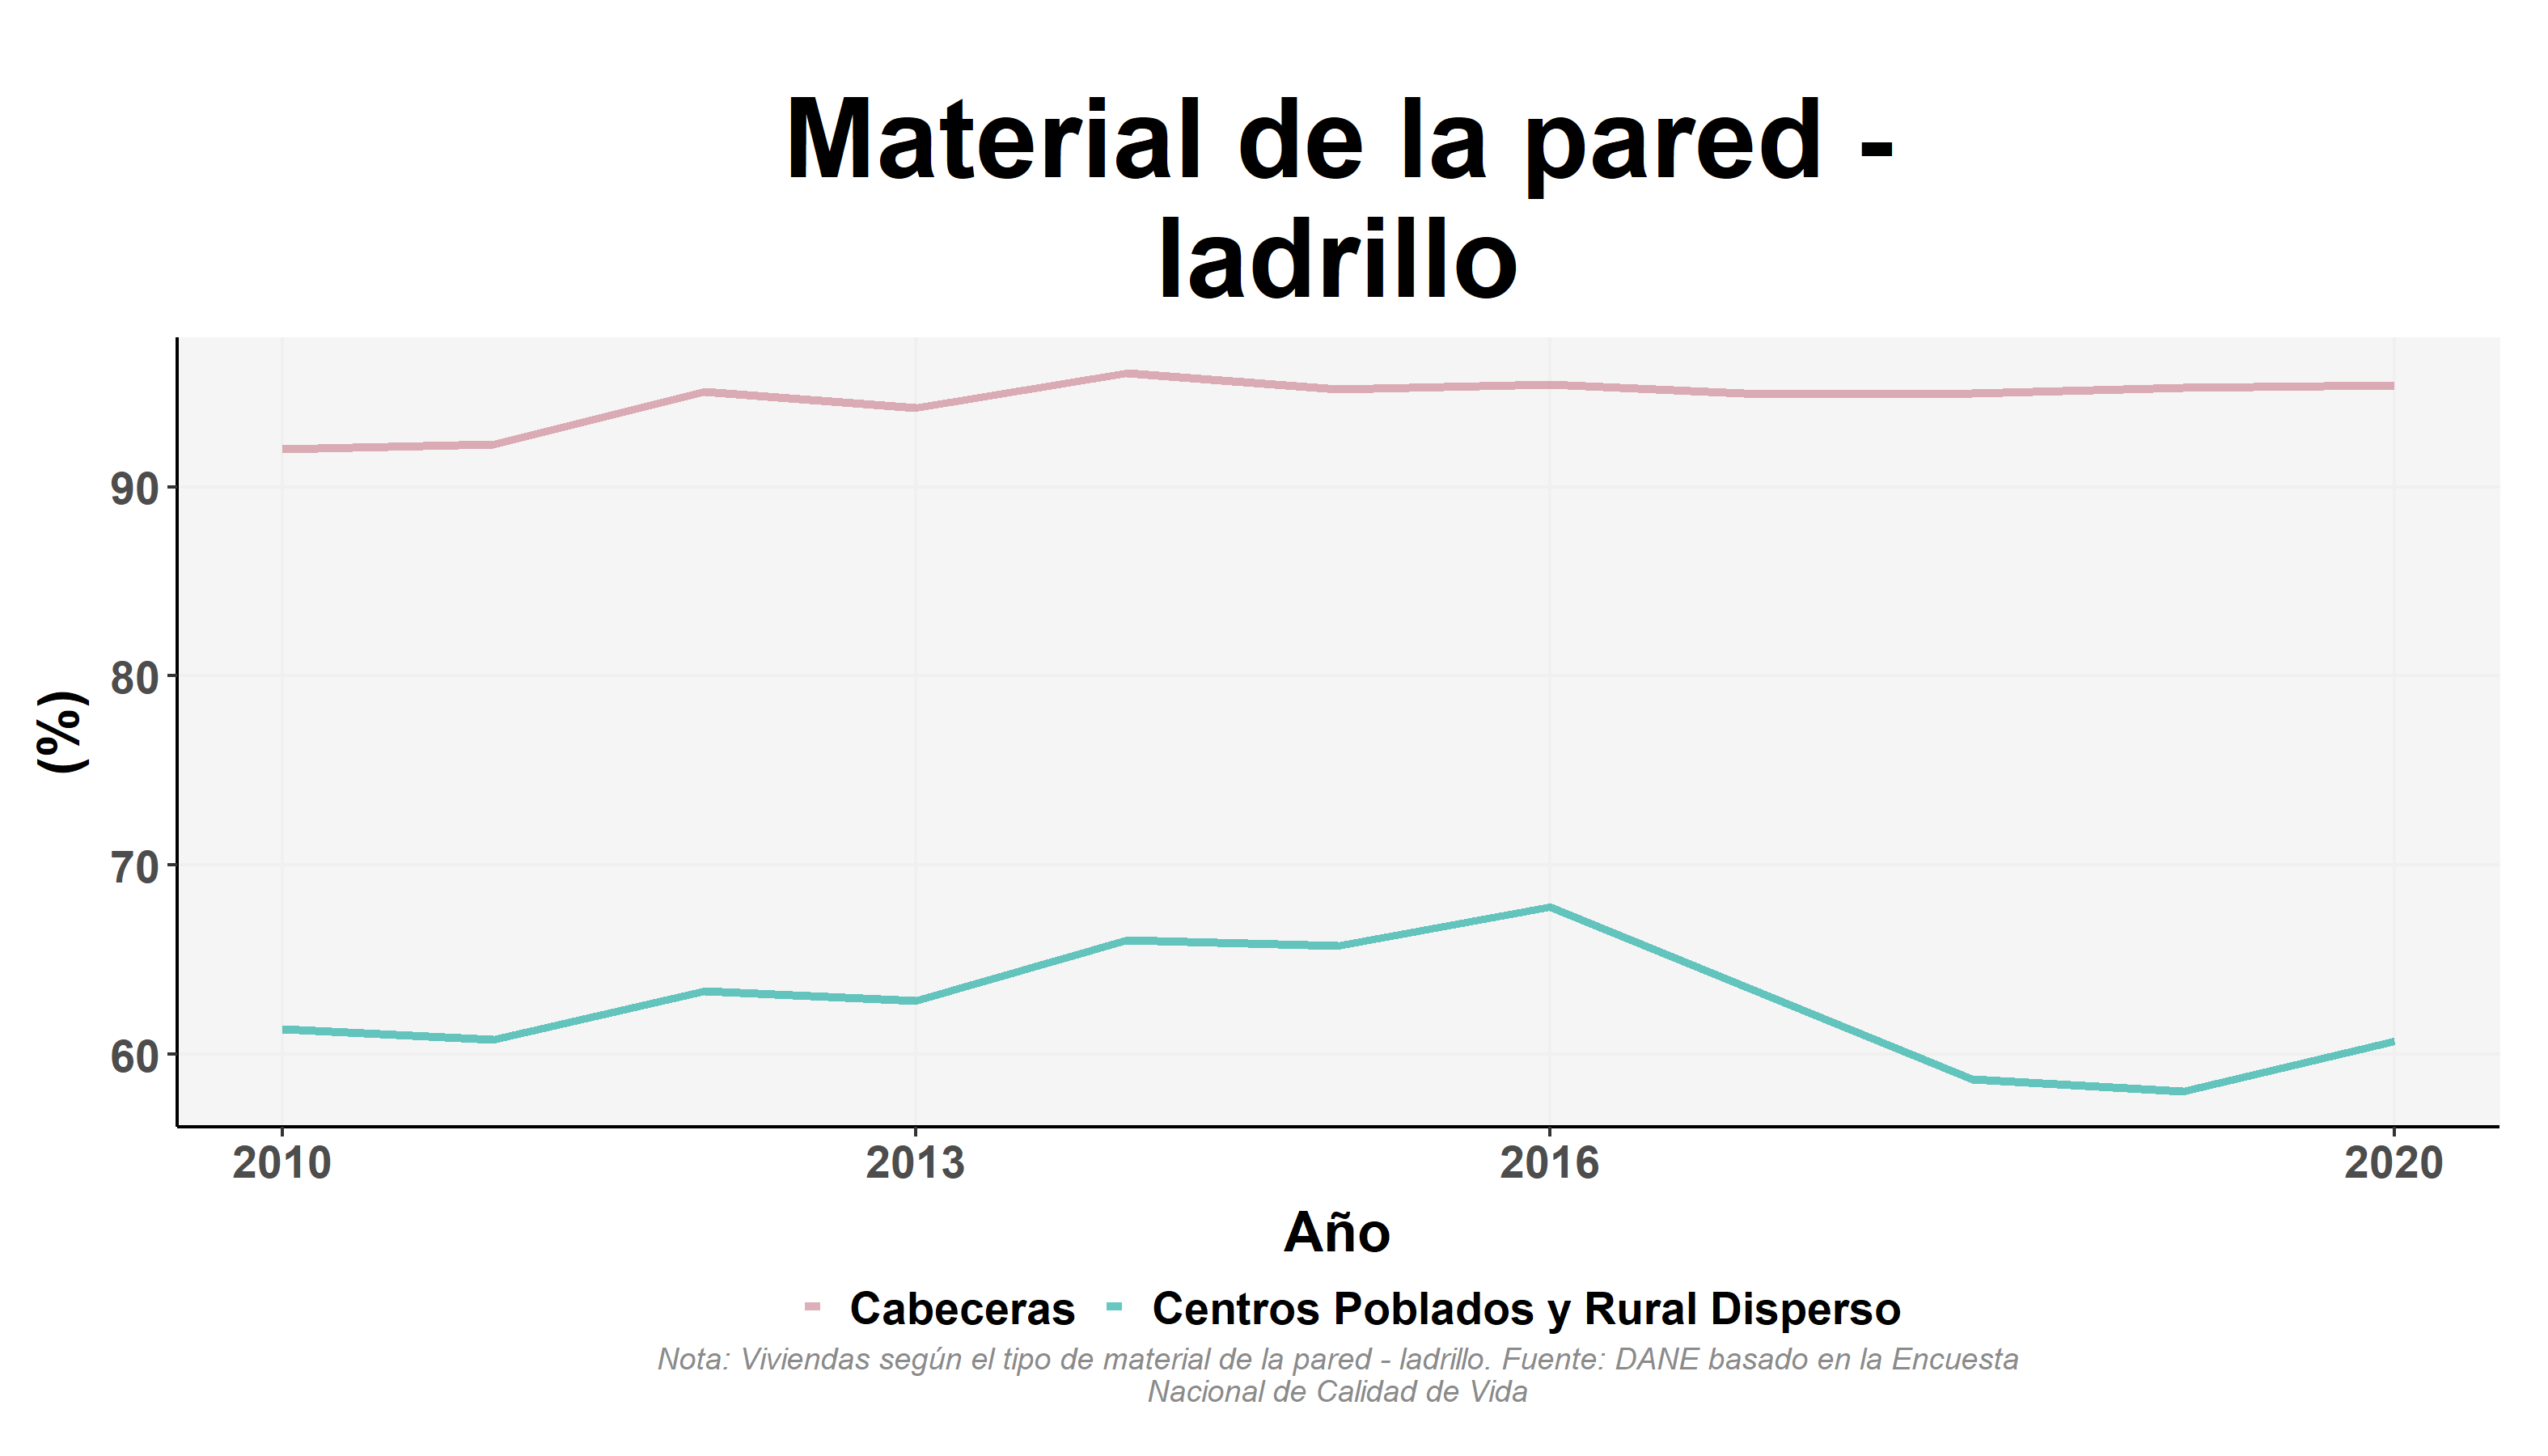 Material de la pared -
ladrillo
90
80
70
60
(%)
2010 2013 2016 2020
Año
Cabeceras Centros Poblados y Rural Disperso
Nota: Viviendas según el tipo de material de la pared - ladrillo. Fuente: DANE basado en la Encuesta
Nacional de Calidad de Vida